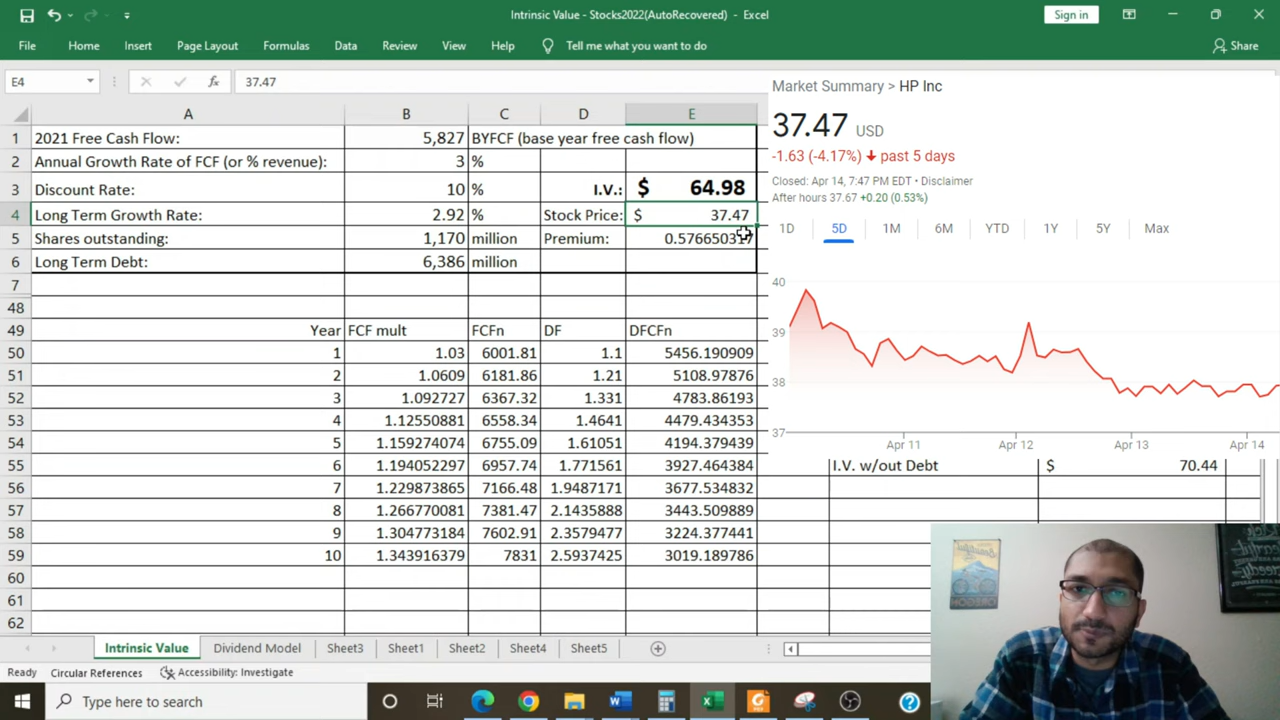 Intrinsic Value - Stocks2022(AutoRecovered) - Excel
Sign in
File Home Insert Page Layout Formulas Data Review View Help Tell me what you want to do Share
E4 fx 37.47
A B C D E
1 2021 Free Cash Flow: 5,827 BYFCF (base year free cash flow)
2 Annual Growth Rate of FCF (or % revenue): 3 %
3 Discount Rate: 10 % I.V.: $ 64.98
4 Long Term Growth Rate: 2.92 % Stock Price: $ 37.47
5 Shares outstanding: 1,170 million Premium: 0.576650317
6 Long Term Debt: 6,386 million
7
48
49 Year FCF mult FCFn DF DFCFn
50 1 1.03 6001.81 1.1 5456.190909
51 2 1.0609 6181.86 1.21 5108.97876
52 3 1.092727 6367.32 1.331 4783.86193
53 4 1.12550881 6558.34 1.4641 4479.434353
54 5 1.159274074 6755.09 1.61051 4194.379439
55 6 1.194052297 6957.74 1.771561 3927.464384
56 7 1.229873865 7166.48 1.9487171 3677.534832
57 8 1.266770081 7381.47 2.1435888 3443.509889
58 9 1.304773184 7602.91 2.3579477 3224.377441
59 10 1.343916379 7831 2.5937425 3019.189786
60
61
62
Market Summary > HP Inc
37.47 USD
-1.63 (-4.17%) past 5 days
Closed: Apr 14, 7:47 PM EDT • Disclaimer
After hours 37.67 +0.20 (0.53%)
1D 5D 1M 6M YTD 1Y 5Y Max
40
39
38
37
Apr 11 Apr 12 Apr 13 Apr 14
I.V. w/out Debt $ 70.44
Intrinsic Value Dividend Model Sheet3 Sheet1 Sheet2 Sheet4 Sheet5
Ready Circular References Accessibility: Investigate
Type here to search